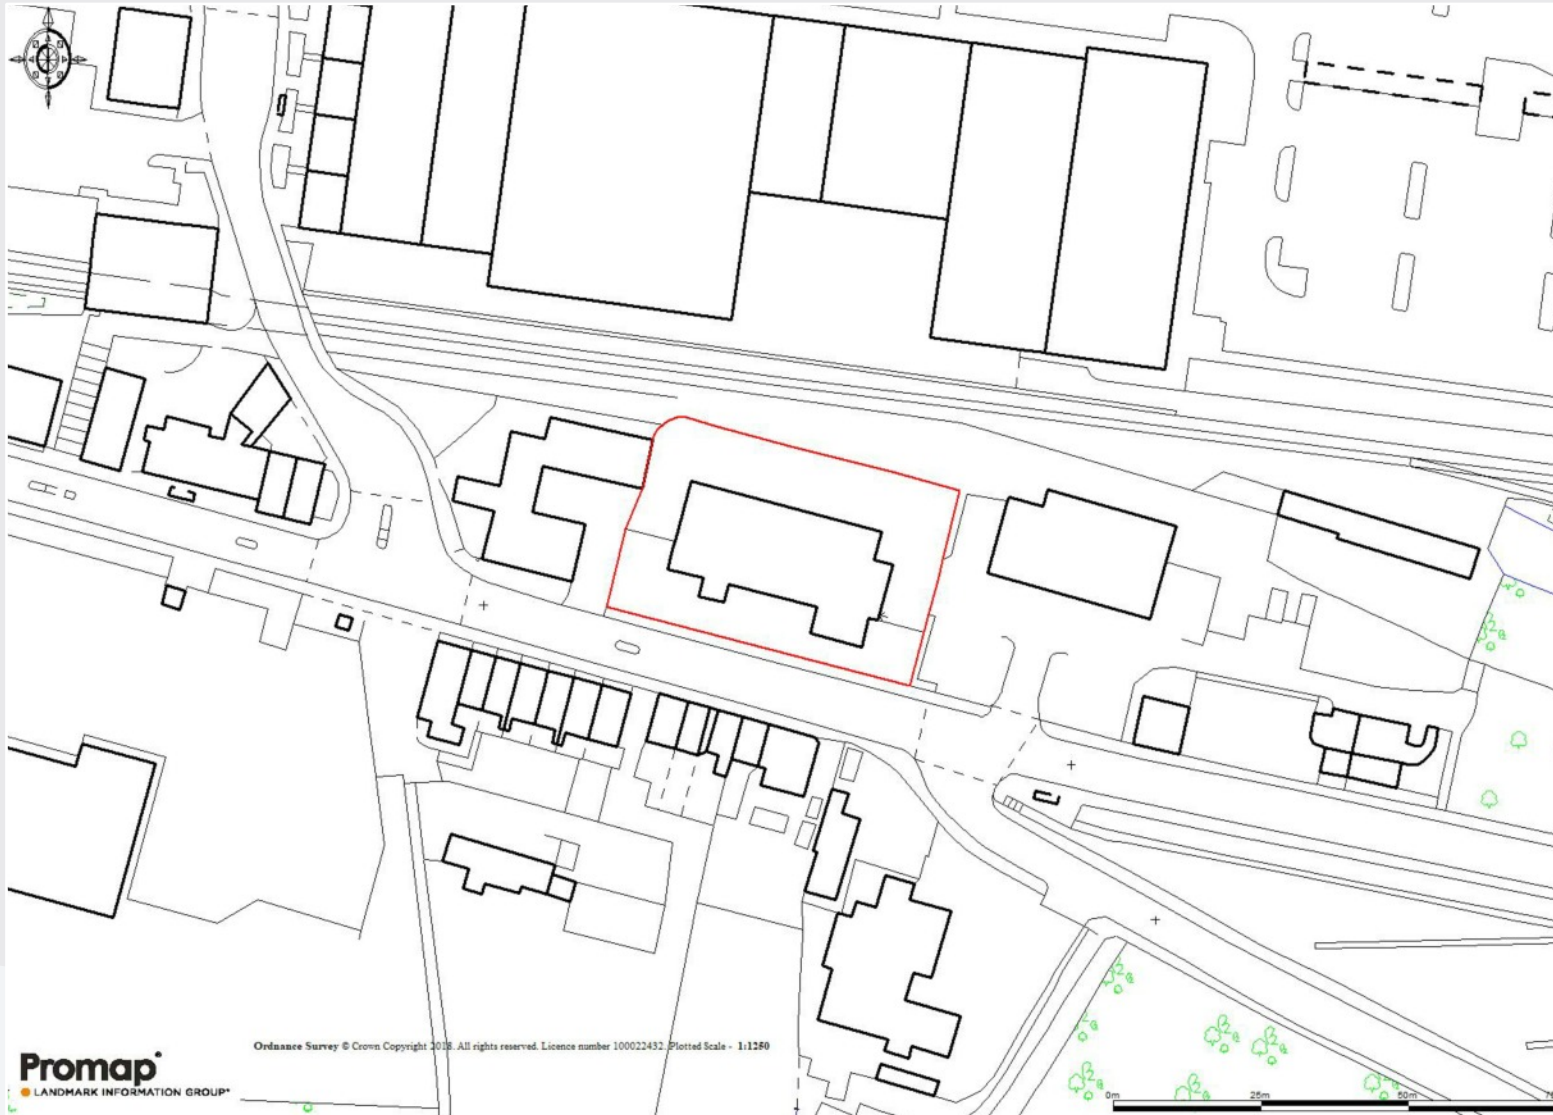 Ordnance Survey © Crown Copyright 2018. All rights reserved. Licence number 100022432. Plotted Scale - 1:1250
Promap
LANDMARK INFORMATION GROUP
0m 25m 50m